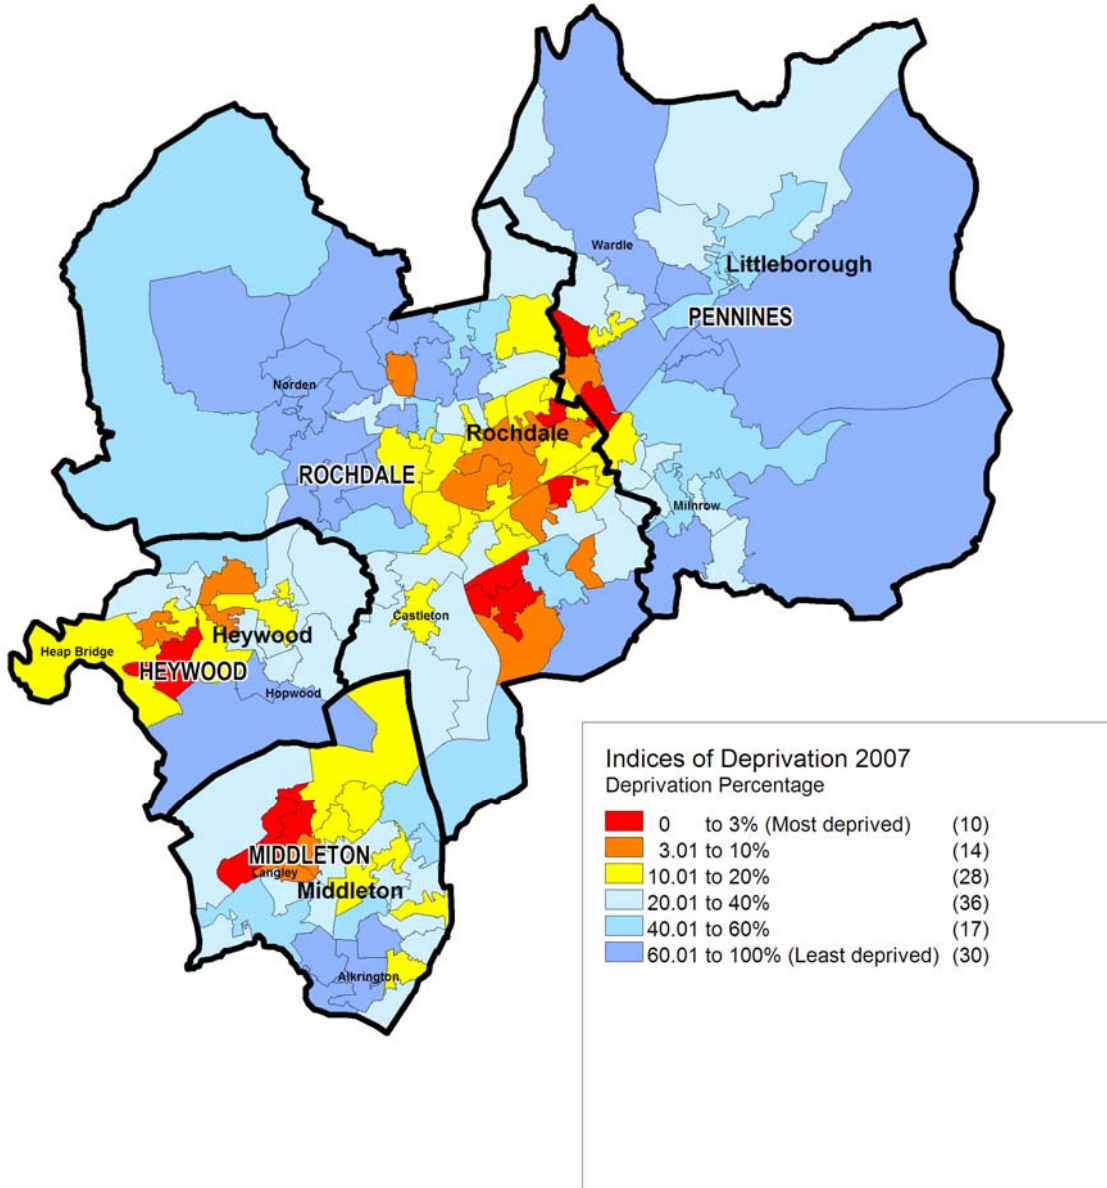 Wardle
Littleborough
PENNINES
Norden
Rochdale
ROCHDALE
Milnrow
Castleton
Heywood
Heap Bridge
HEYWOOD
Hopwood
MIDDLETON
Langley
Middleton
Alkrington
Indices of Deprivation 2007
Deprivation Percentage
0 to 3% (Most deprived) (10)
3.01 to 10% (14)
10.01 to 20% (28)
20.01 to 40% (36)
40.01 to 60% (17)
60.01 to 100% (Least deprived) (30)